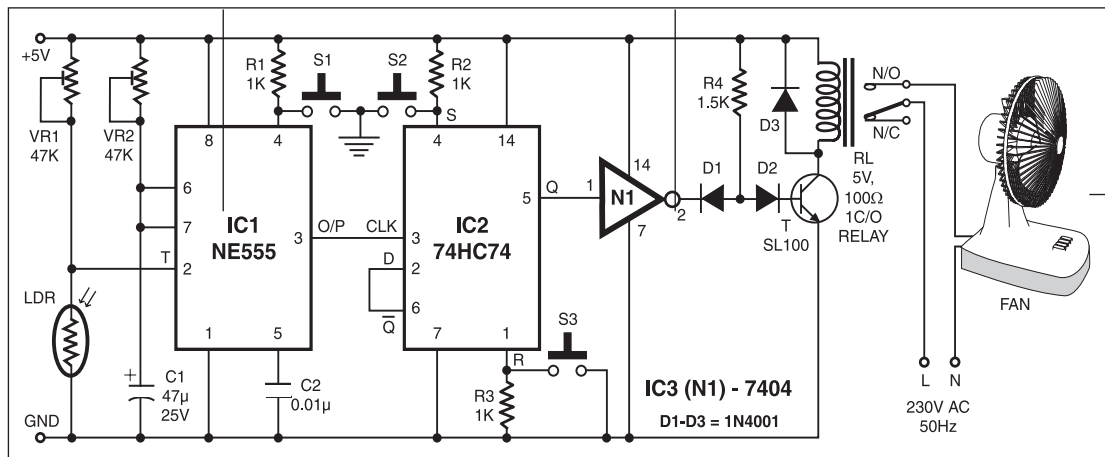 +5V
VR1
47K
VR2
47K
R1
1K
S1
S2
R2
1K
S
8
4
4
14
6
7
T
2
IC1
NE555
3
O/P
CLK
3
D
2
6
Q
IC2
74HC74
5
Q
1
5
7
1
R
S3
R3
1K
C1
47µ
25V
+
C2
0.01µ
LDR
GND
1
N1
14
2
7
D1
D2
R4
1.5K
D3
T
SL100
RL
5V,
100Ω
1C/O
RELAY
N/O
N/C
FAN
L
N
230V AC
50Hz
IC3 (N1) - 7404
D1-D3 = 1N4001